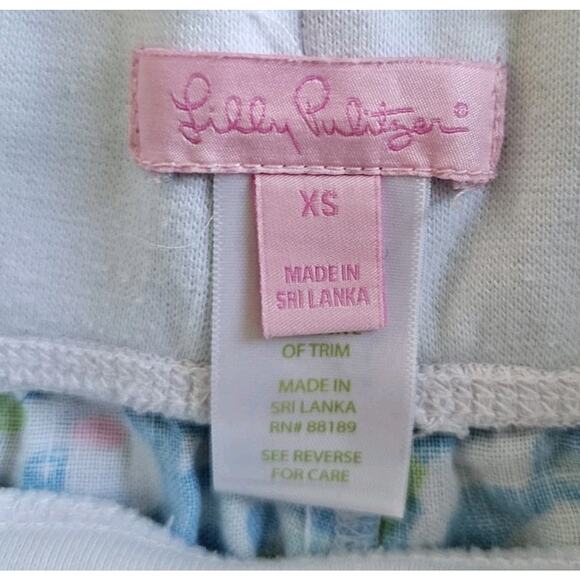 Lilly Pulitzer®
XS
MADE IN
SRI LANKA
OF TRIM
MADE IN
SRI LANKA
RN# 88189
SEE REVERSE
FOR CARE